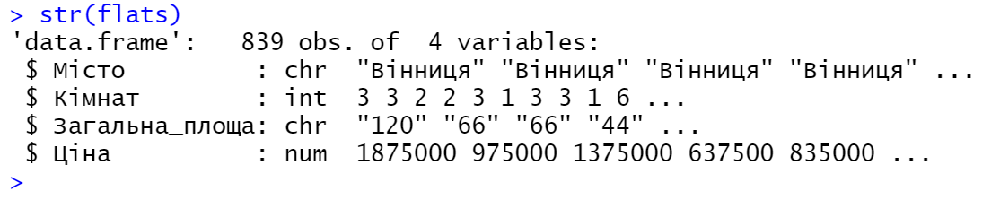 > str(flats)
'data.frame':   839 obs. of  4 variables:
 $ Місто         : chr  "Вінниця" "Вінниця" "Вінниця" "Вінниця" ...
 $ Кімнат        : int  3 3 2 2 3 1 3 3 1 6 ...
 $ Загальна_площа: chr  "120" "66" "66" "44" ...
 $ Ціна          : num  1875000 975000 1375000 637500 835000 ...
>